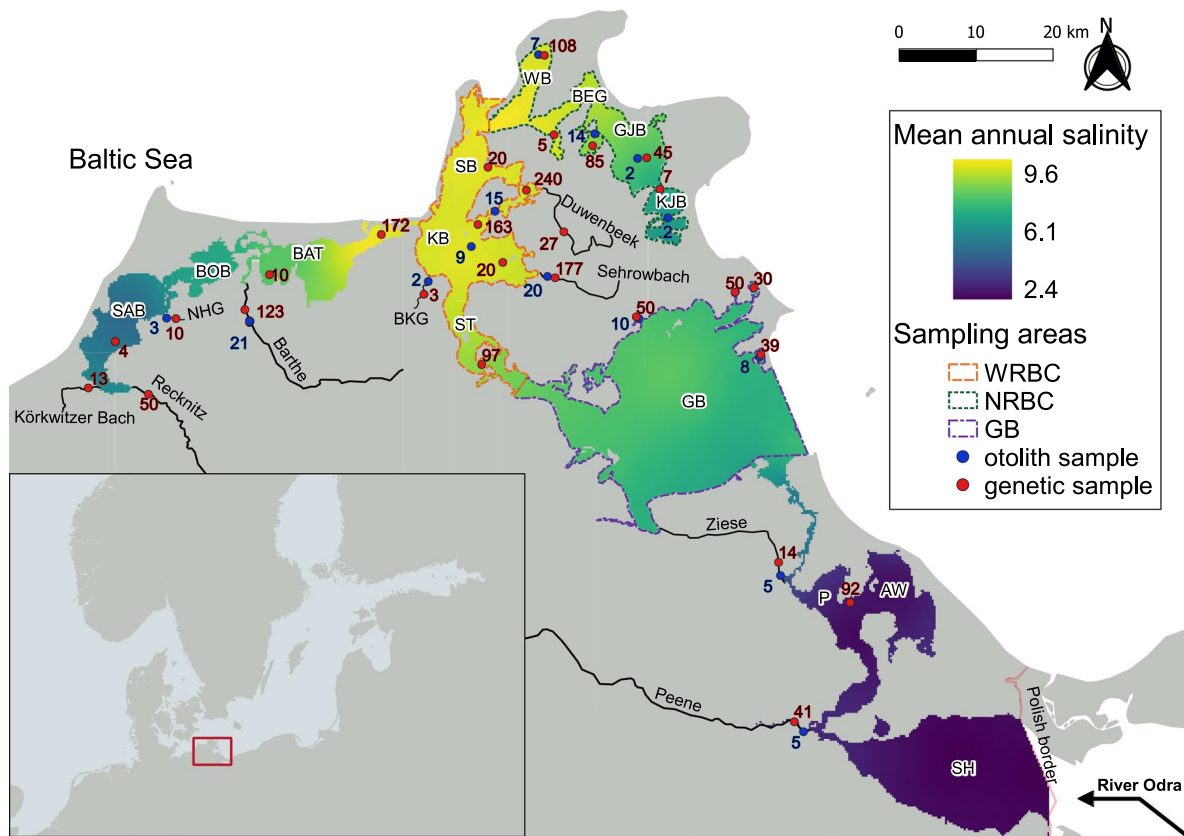 0
10
20 km
N
7
108
WB
BEG
14
5
85
GJB
2
45
7
KJB
2
Baltic Sea
SB
20
240
15
163
Duwenbeek
27
172
KB
9
20
177
20
Sehrowbach
BAT
BOB
10
2
3
BKG
SAB
NHG
3
10
123
21
Barthe
4
ST
97
13
Körkwitzer Bach
Recknitz
50
50
30
50
10
39
8
GB
Mean annual salinity
9.6
6.1
2.4
Sampling areas
WRBC
NRBC
GB
otolith sample
genetic sample
Ziese
14
5
P
92
AW
Peene
41
5
SH
Polish border
River Odra